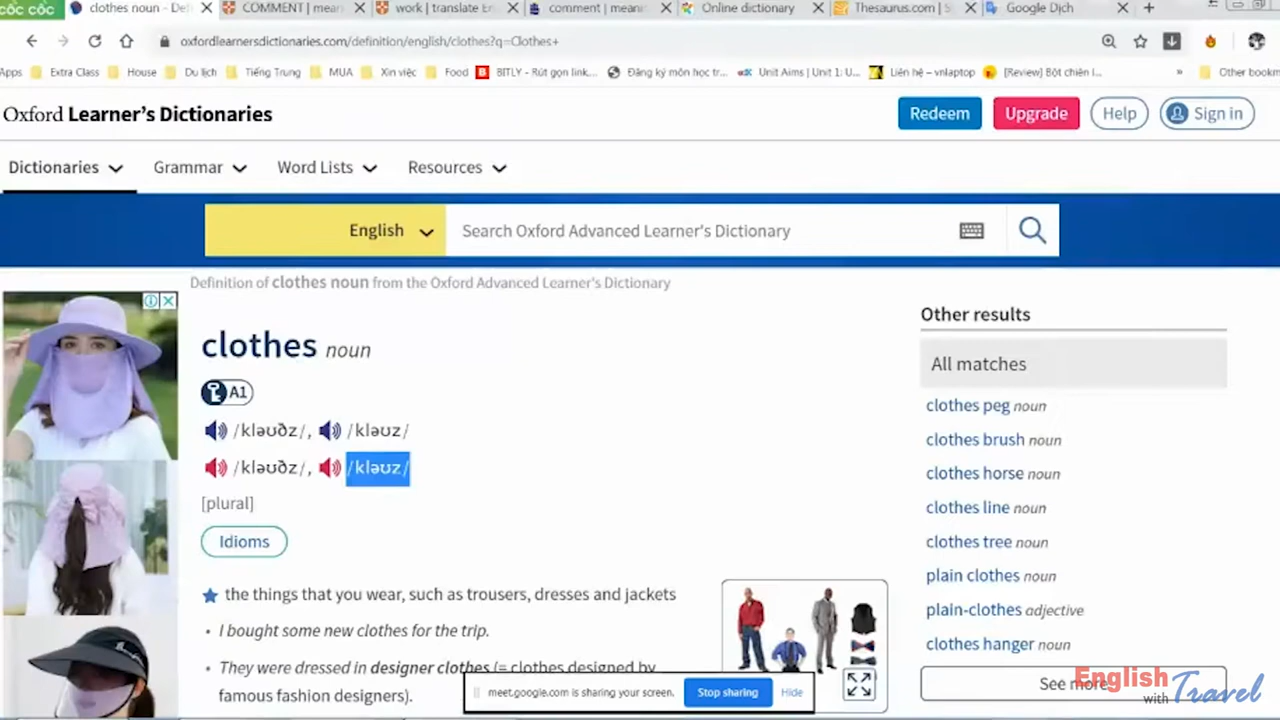 cốc cốc
clothes noun - Def
COMMENT | mean
work | translate En
comment | meani
Online dictionary
Thesaurus.com | S
Google Dịch
oxfordlearnersdictionaries.com/definition/english/clothes?q=Clothes+
Apps
Extra Class
House
Du lịch
Tiếng Trung
MUA
Xin việc
Food
BITLY - Rút gọn link,...
Đăng ký môn học tr...
Unit Aims | Unit 1: U...
Liên hệ – vnlaptop
[Review] Bột chiên i...
»
Other bookm
Oxford Learner's Dictionaries
Redeem
Upgrade
Help
Sign in
Dictionaries
Grammar
Word Lists
Resources
English
Search Oxford Advanced Learner's Dictionary
Definition of clothes noun from the Oxford Advanced Learner's Dictionary
clothes noun
A1
/kləʊðz/, /kləʊz/
/kləʊðz/, /kləʊz/
[plural]
Idioms
the things that you wear, such as trousers, dresses and jackets
• I bought some new clothes for the trip.
• They were dressed in designer clothes (= clothes designed by
famous fashion designers).
Other results
All matches
clothes peg noun
clothes brush noun
clothes horse noun
clothes line noun
clothes tree noun
plain clothes noun
plain-clothes adjective
clothes hanger noun
See more
meet.google.com is sharing your screen.
Stop sharing
Hide
English
with Travel